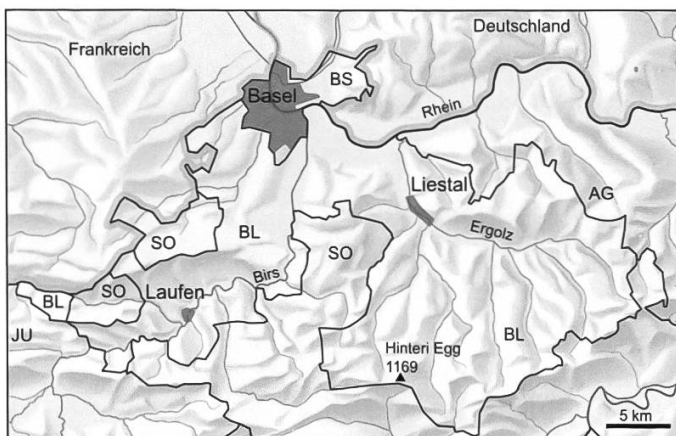 Deutschland
Frankreich
BS
Basel
Rhein
Liestal
AG
SO
BL
SO
Ergolz
Birs
SO
Laufen
BL
JU
BL
Hinteri Egg
1169
5 km